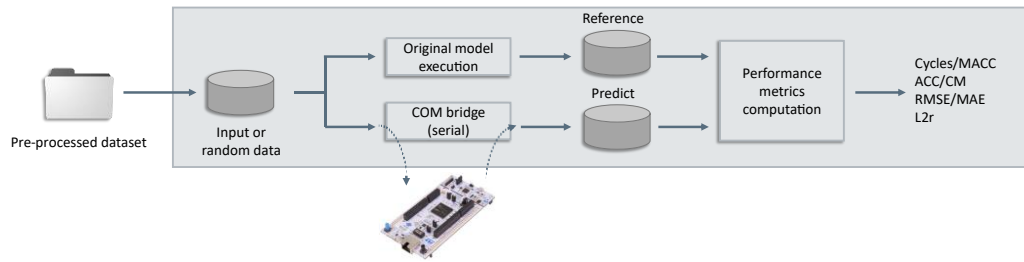 Pre-processed dataset
Input or
random data
Original model
execution
COM bridge
(serial)
Reference
Predict
Performance
metrics
computation
Cycles/MACC
ACC/CM
RMSE/MAE
L2r